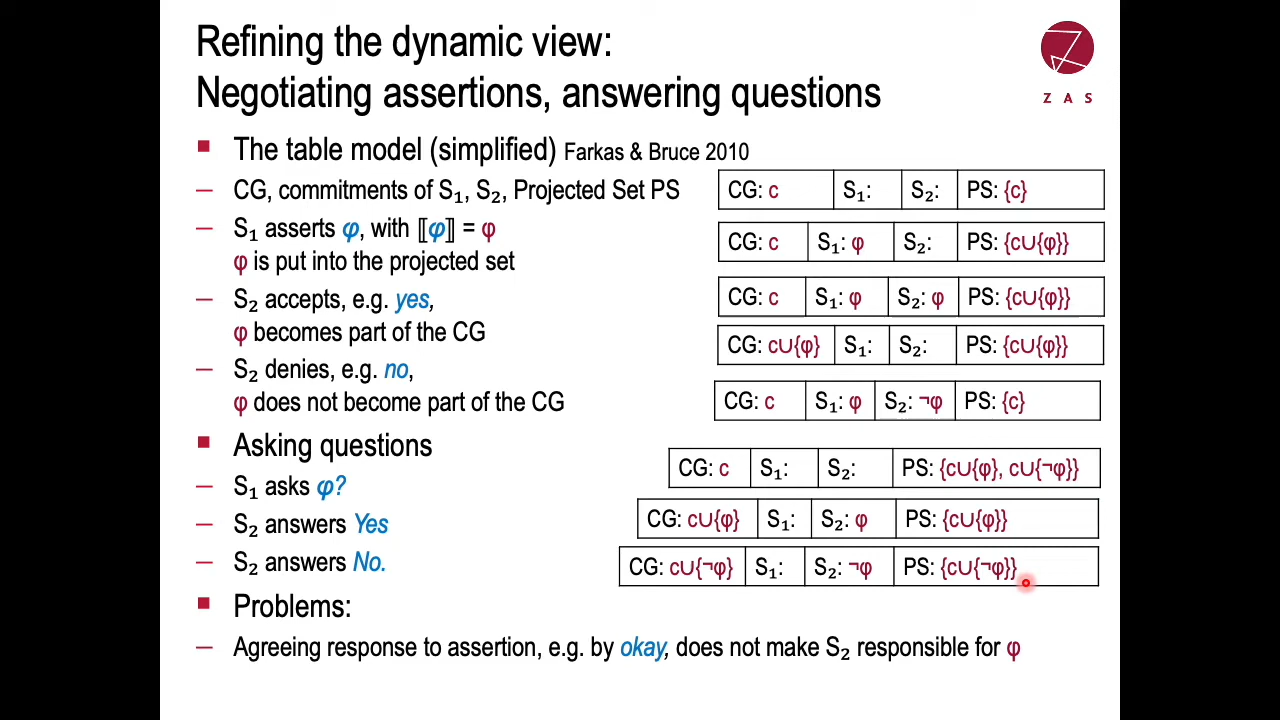 Refining the dynamic view:
Negotiating assertions, answering questions
Z A S
▪ The table model (simplified) Farkas & Bruce 2010
– CG, commitments of S₁, S₂, Projected Set PS
CG: c | S₁: | S₂: | PS: {c}
– S₁ asserts φ, with ⟦φ⟧ = φ
φ is put into the projected set
CG: c | S₁: φ | S₂: | PS: {c∪{φ}}
– S₂ accepts, e.g. yes,
φ becomes part of the CG
CG: c | S₁: φ | S₂: φ | PS: {c∪{φ}}
CG: c∪{φ} | S₁: | S₂: | PS: {c∪{φ}}
– S₂ denies, e.g. no,
φ does not become part of the CG
CG: c | S₁: φ | S₂: ¬φ | PS: {c}
▪ Asking questions
– S₁ asks φ?
CG: c | S₁: | S₂: | PS: {c∪{φ}, c∪{¬φ}}
– S₂ answers Yes
CG: c∪{φ} | S₁: | S₂: φ | PS: {c∪{φ}}
– S₂ answers No.
CG: c∪{¬φ} | S₁: | S₂: ¬φ | PS: {c∪{¬φ}}
▪ Problems:
– Agreeing response to assertion, e.g. by okay, does not make S₂ responsible for φ